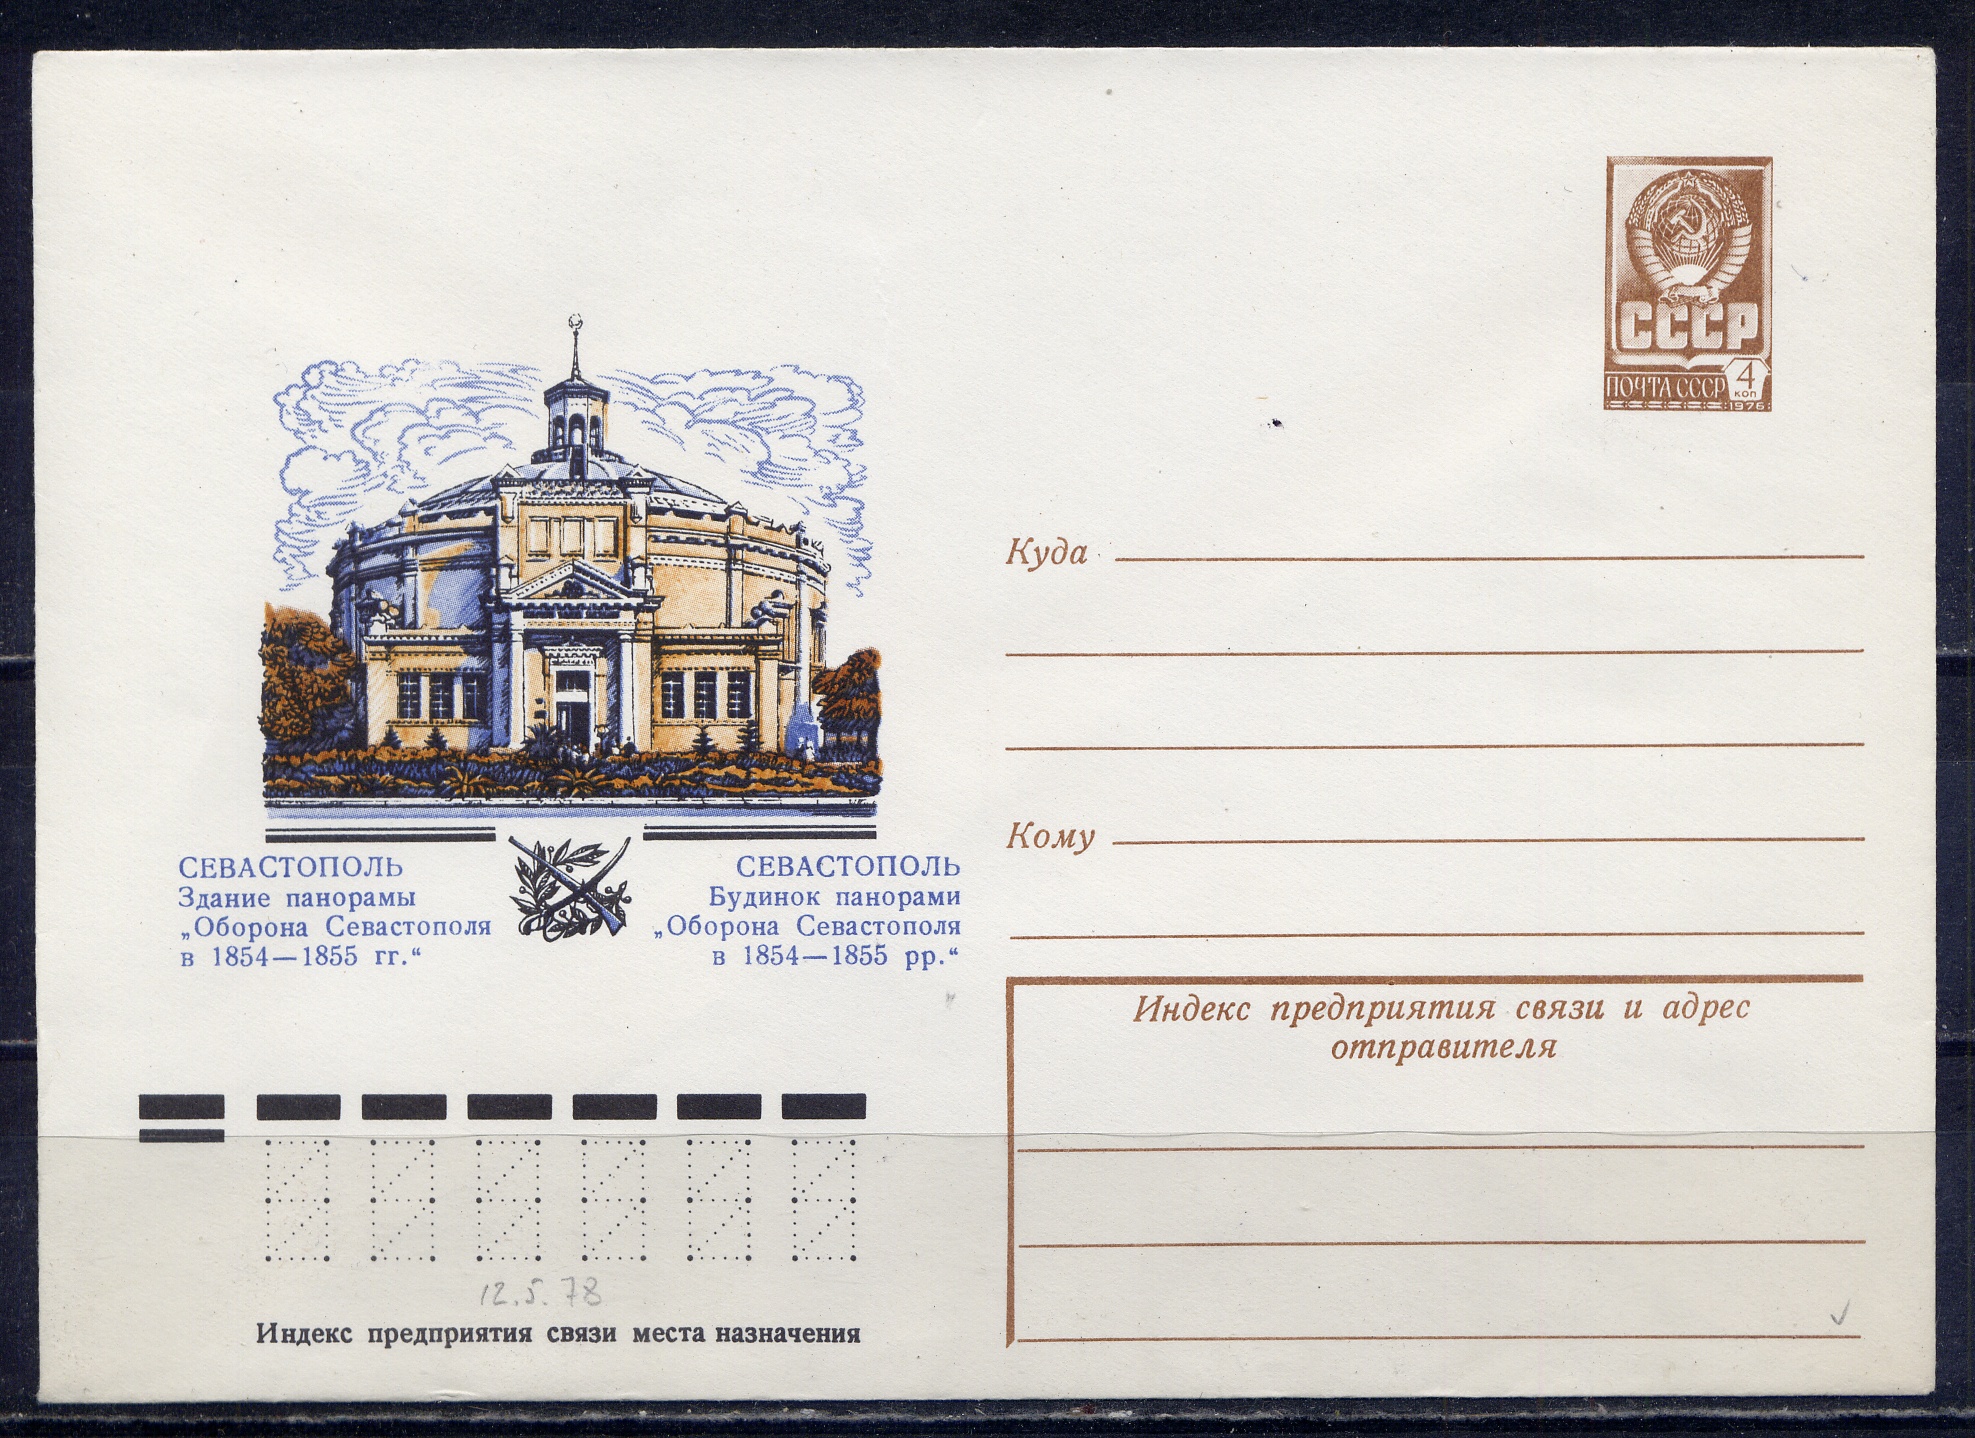 СССР
ПОЧТА СССР 4
коп
1976
Куда
Кому
СЕВАСТОПОЛЬ
Здание панорамы
„Оборона Севастополя
в 1854—1855 гг.“
СЕВАСТОПОЛЬ
Будинок панорами
„Оборона Севастополя
в 1854—1855 рр.“
Индекс предприятия связи и адрес
отправителя
12.5.78
Индекс предприятия связи места назначения